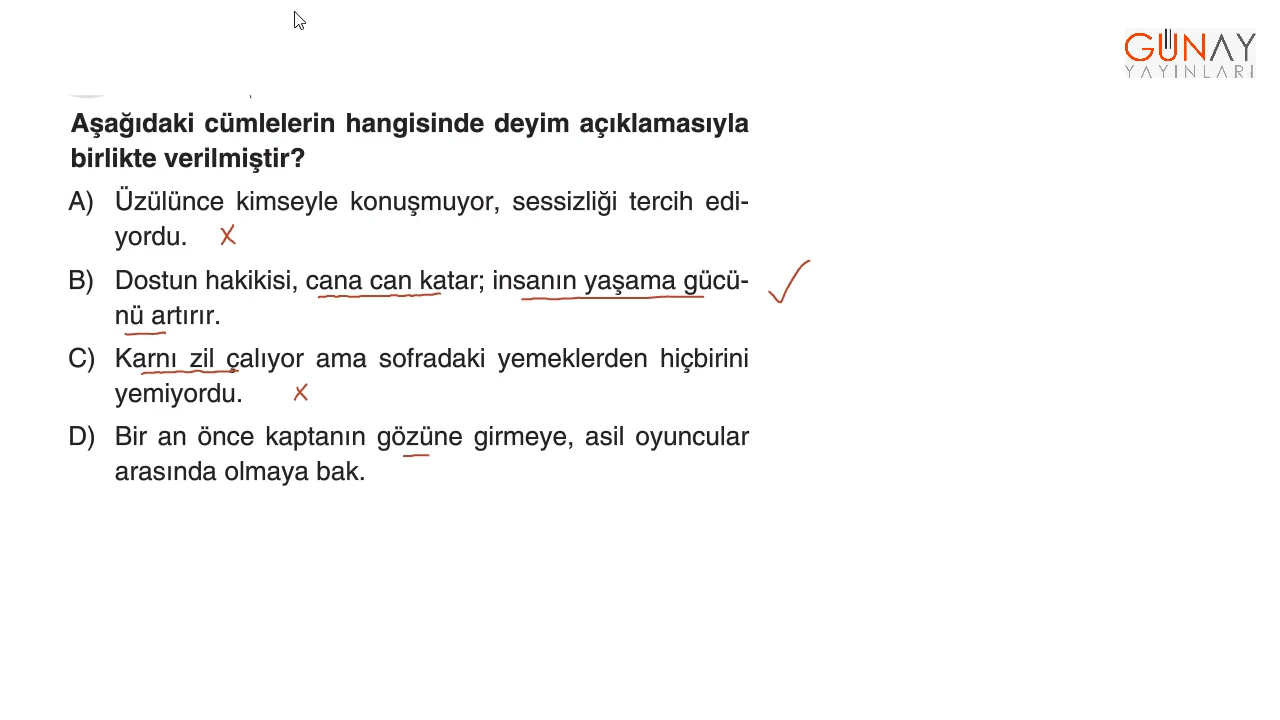 GÜNAY
YAYINLARI
Aşağıdaki cümlelerin hangisinde deyim açıklamasıyla
birlikte verilmiştir?
A) Üzülünce kimseyle konuşmuyor, sessizliği tercih edi-
yordu.
B) Dostun hakikisi, cana can katar; insanın yaşama gücü-
nü artırır.
C) Karnı zil çalıyor ama sofradaki yemeklerden hiçbirini
yemiyordu.
D) Bir an önce kaptanın gözüne girmeye, asil oyuncular
arasında olmaya bak.